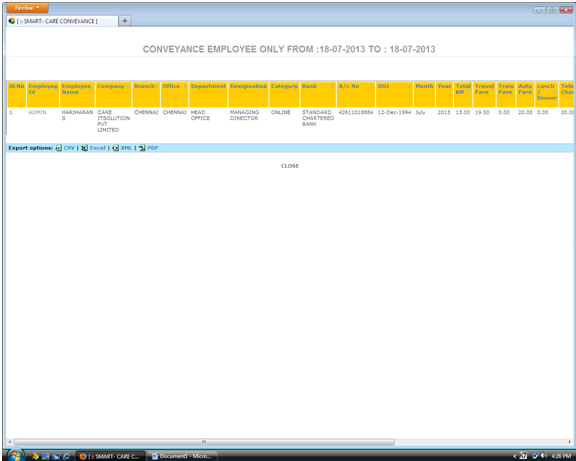 Firefox
[ :: SMART- CARE CONVEYANCE ]
CONVEYANCE EMPLOYEE ONLY FROM :18-07-2013 TO : 18-07-2013
Sl.No Employee Id Employee Name Company Branch Office Department Designation Category Bank A/c No Month Year Total KM Travel Fare Train Fare Auto Fare Lunch / Dinner Tele
1 ADMIN HARIHARAN S CARE ITSOLUTION PVT LIMITED CHENNAI CHENNAI HEAD OFFICE MANAGING DIRECTOR ONLINE STANDARD CHARTERED BANK 42611018884 12-Dec-1994 July 2013 13.00 19.50 0.00 20.00 0.00 30.00
Export options: CSV | Excel | XML | PDF
CLOSE
[ :: SMART- CARE C... Document1 - Micro... 4:26 PM